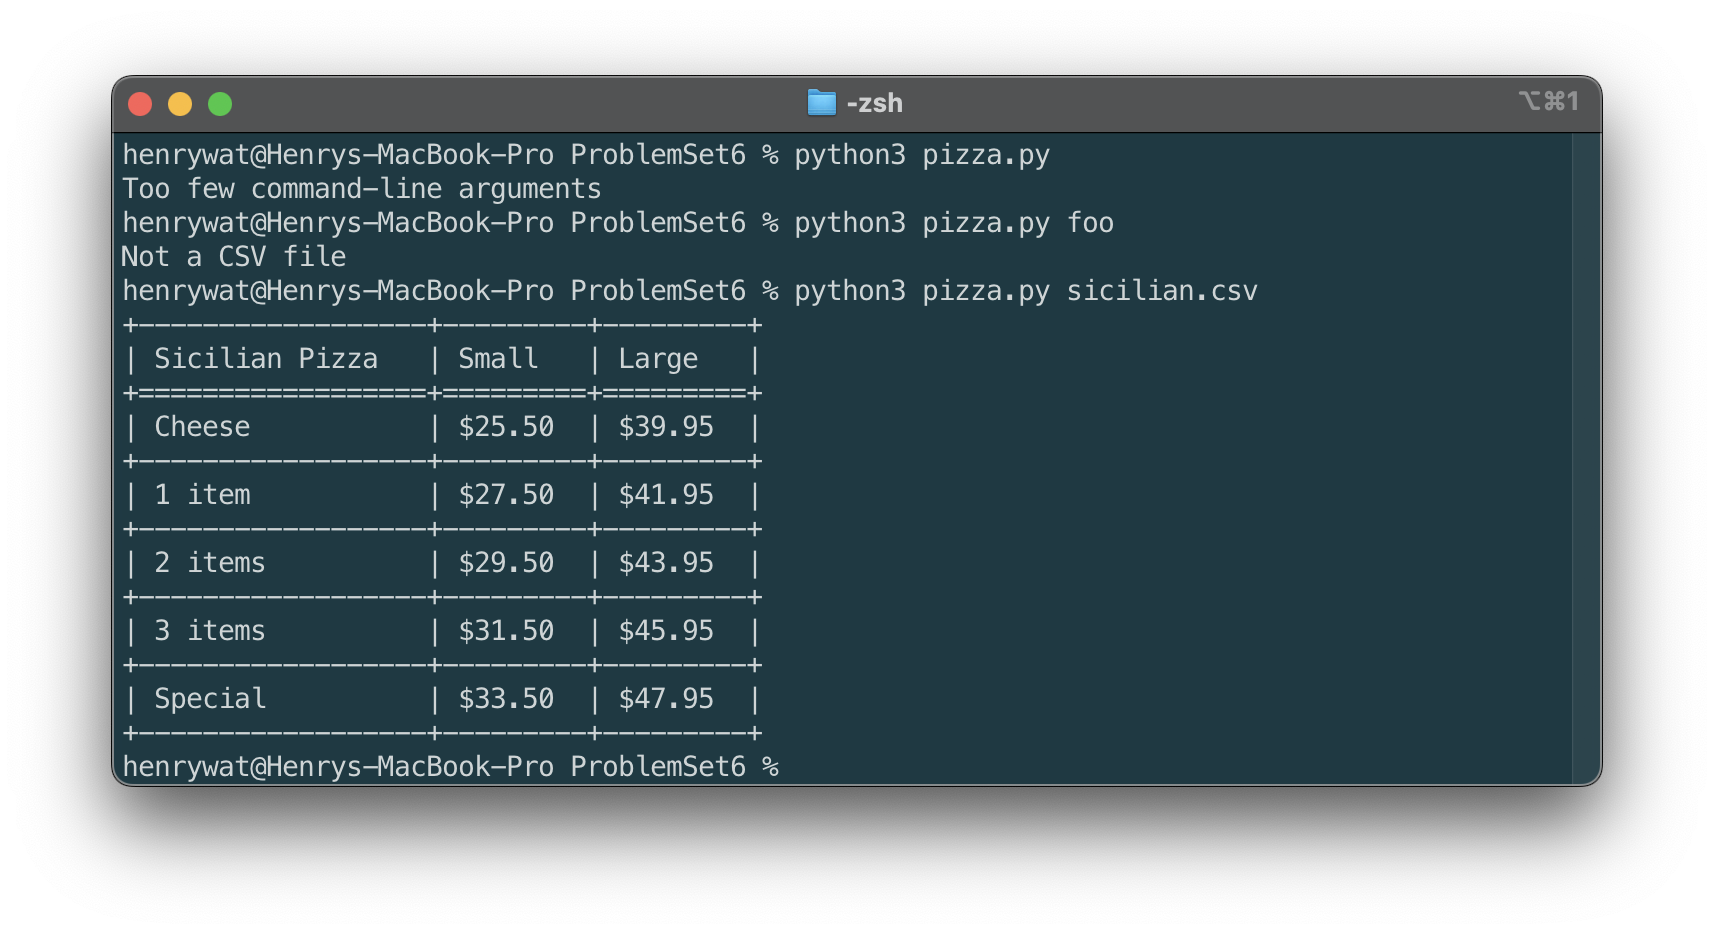 -zsh
⌥⌘1
henrywat@Henrys-MacBook-Pro ProblemSet6 % python3 pizza.py
Too few command-line arguments
henrywat@Henrys-MacBook-Pro ProblemSet6 % python3 pizza.py foo
Not a CSV file
henrywat@Henrys-MacBook-Pro ProblemSet6 % python3 pizza.py sicilian.csv
+------------------+---------+---------+
| Sicilian Pizza   | Small   | Large   |
+==================+=========+=========+
| Cheese           | $25.50  | $39.95  |
+------------------+---------+---------+
| 1 item           | $27.50  | $41.95  |
+------------------+---------+---------+
| 2 items          | $29.50  | $43.95  |
+------------------+---------+---------+
| 3 items          | $31.50  | $45.95  |
+------------------+---------+---------+
| Special          | $33.50  | $47.95  |
+------------------+---------+---------+
henrywat@Henrys-MacBook-Pro ProblemSet6 %